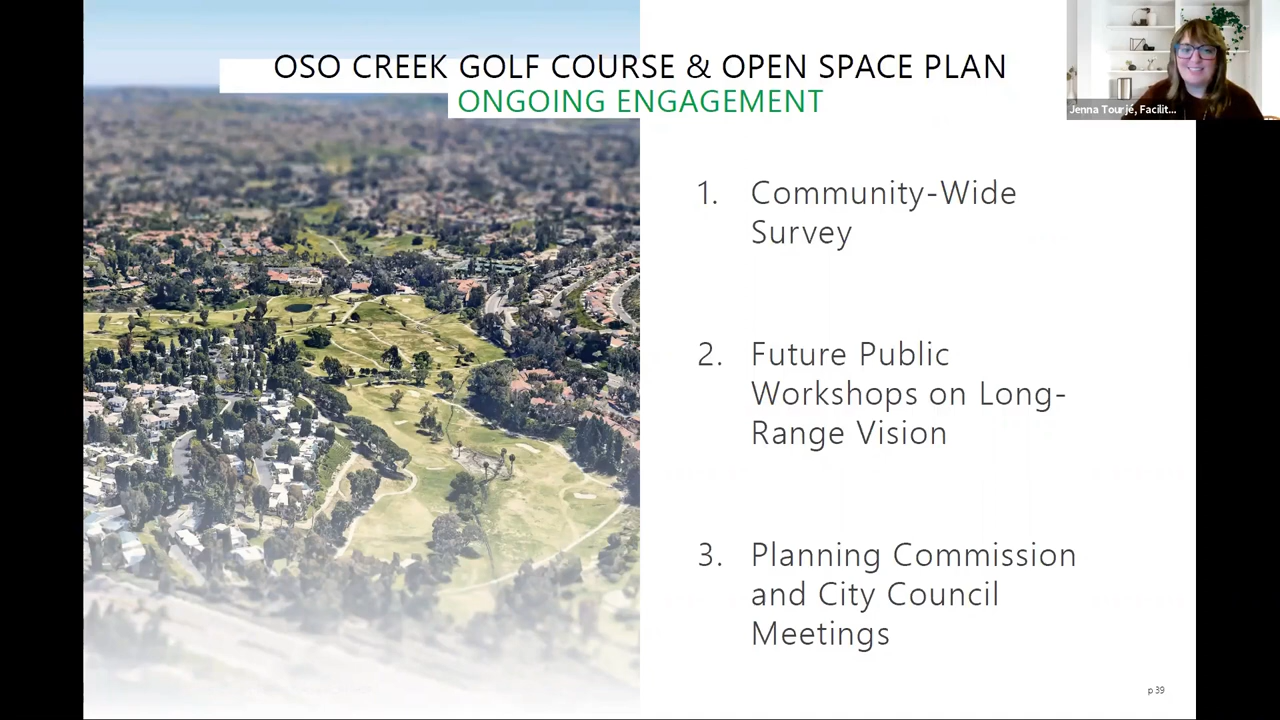 OSO CREEK GOLF COURSE & OPEN SPACE PLAN
ONGOING ENGAGEMENT
Jenna Tourjé, Facilit...
1. Community-Wide
Survey
2. Future Public
Workshops on Long-
Range Vision
3. Planning Commission
and City Council
Meetings
p 39